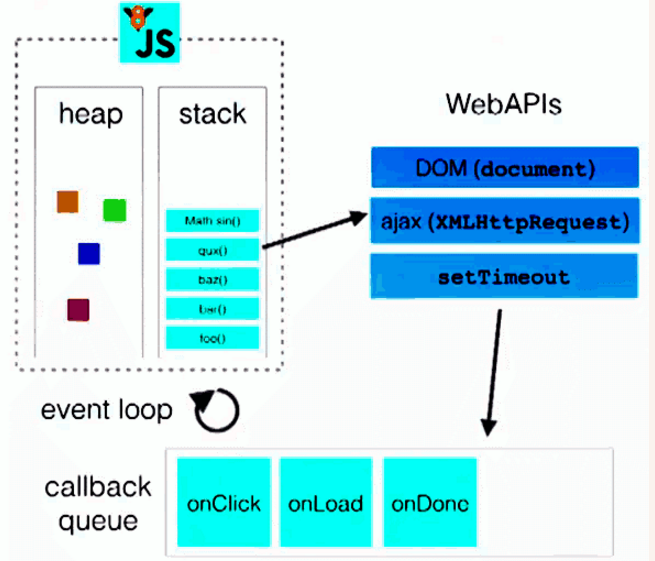 JS
heap
stack
WebAPIs
Math sin()
qux()
baz()
bar()
foo()
DOM (document)
ajax (XMLHttpRequest)
setTimeout
event loop
callback
queue
onClick
onLoad
onDone